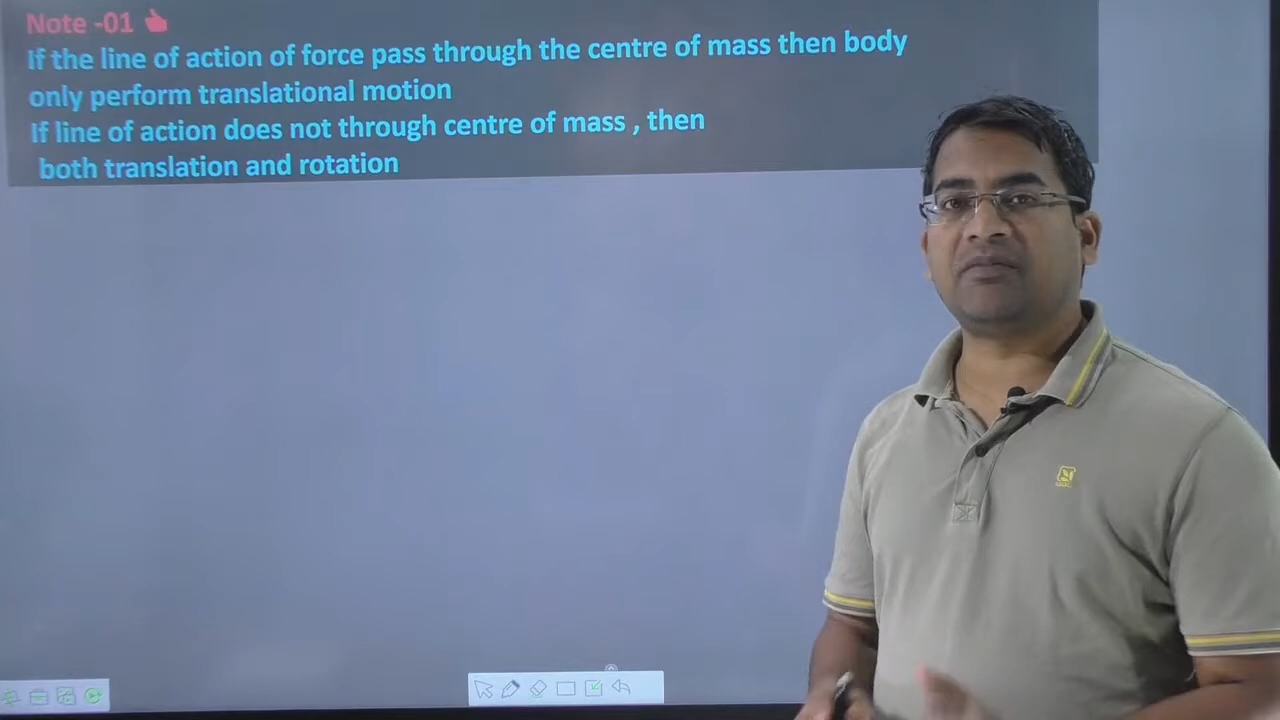 Note -01
If the line of action of force pass through the centre of mass then body
only perform translational motion
If line of action does not through centre of mass , then
both translation and rotation